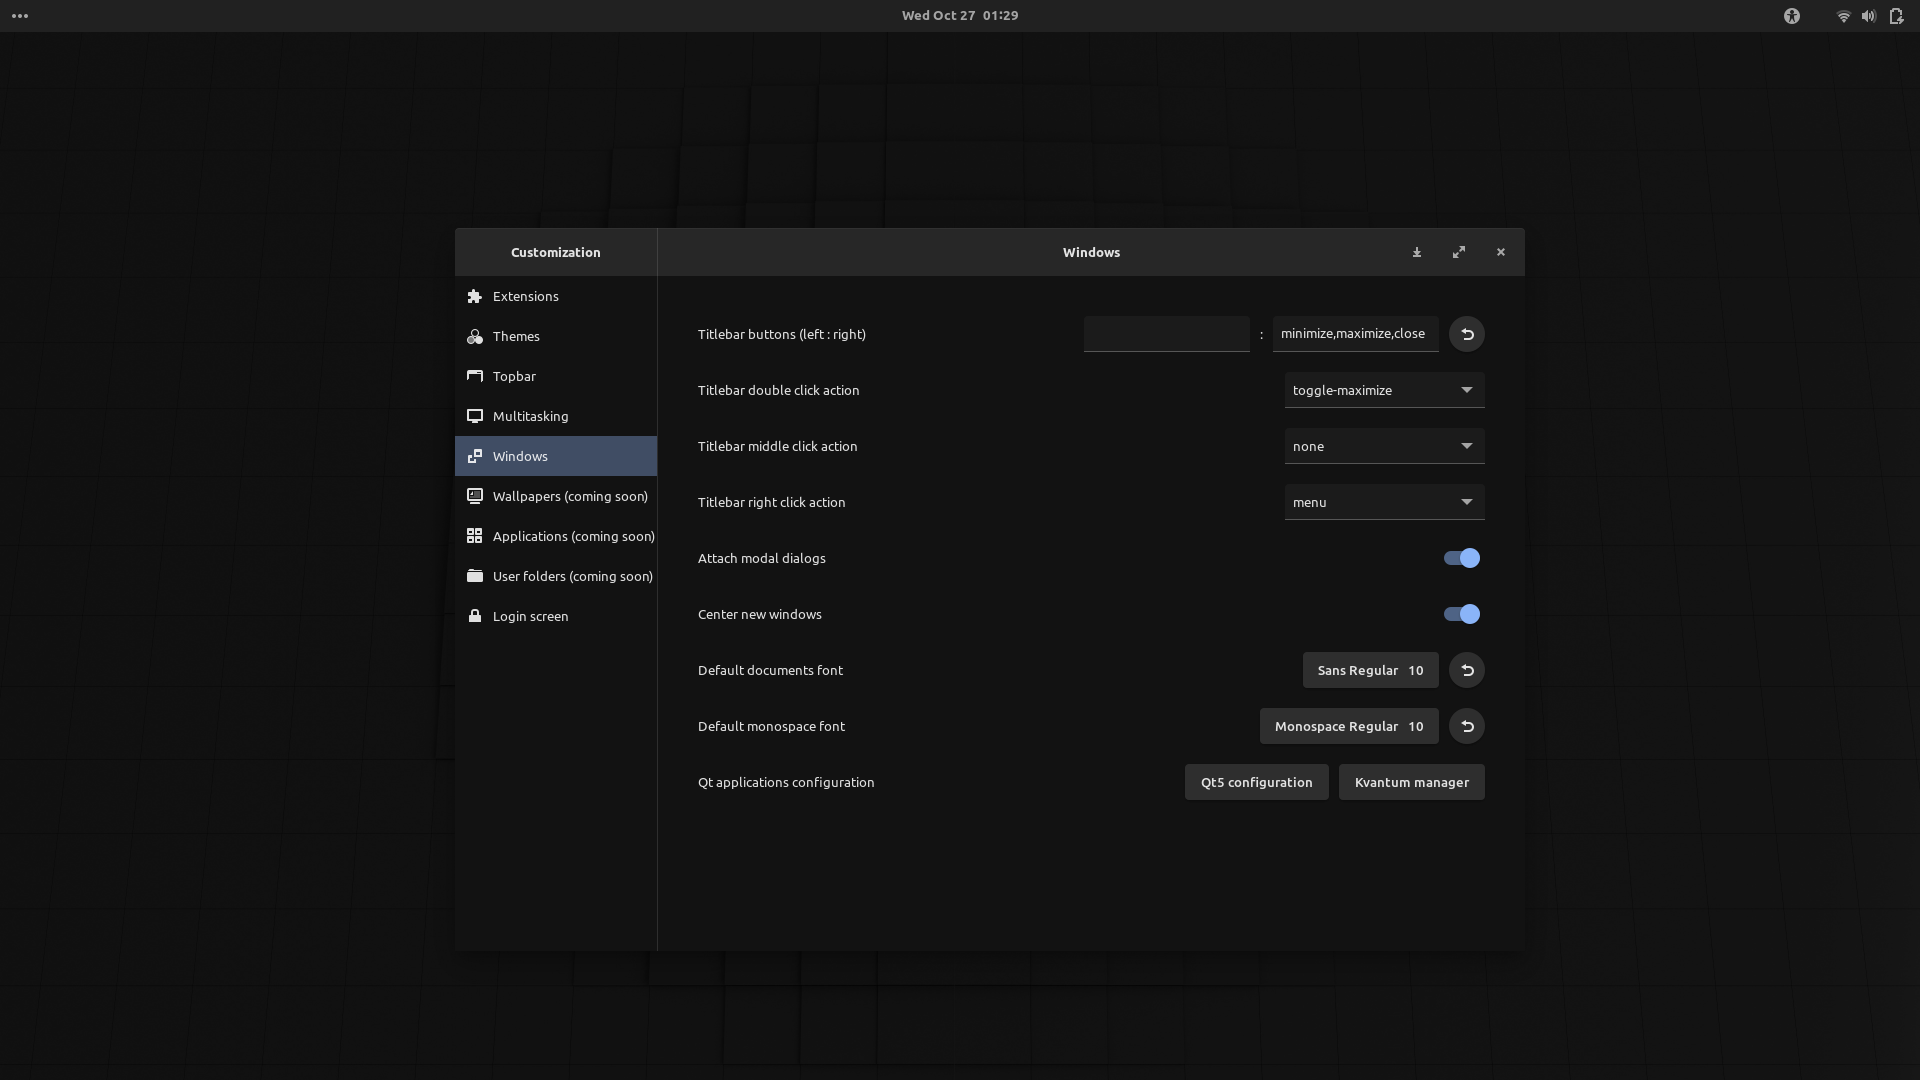 Wed Oct 27 01:29
Customization
Windows
Extensions
Themes
Topbar
Multitasking
Windows
Wallpapers (coming soon)
Applications (coming soon)
User folders (coming soon)
Login screen
Titlebar buttons (left : right)
:
minimize,maximize,close
Titlebar double click action
toggle-maximize
Titlebar middle click action
none
Titlebar right click action
menu
Attach modal dialogs
Center new windows
Default documents font
Sans Regular 10
Default monospace font
Monospace Regular 10
Qt applications configuration
Qt5 configuration
Kvantum manager